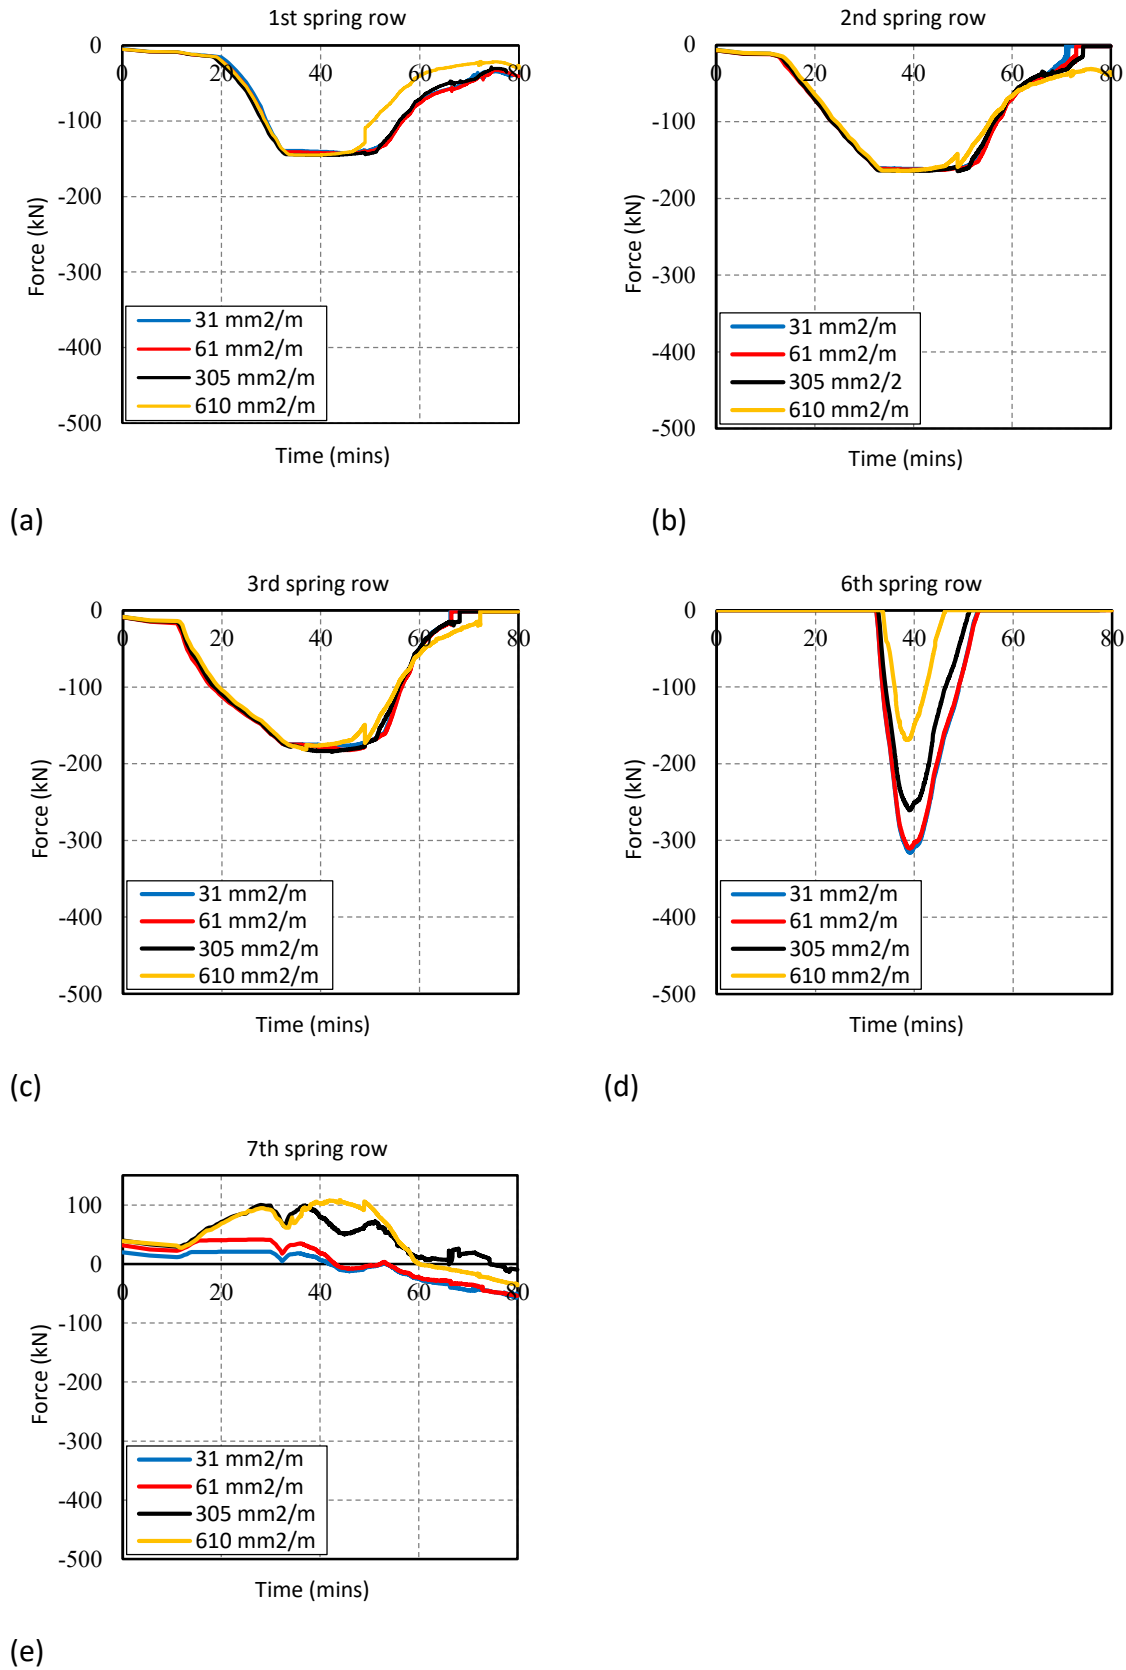 1st spring row
0
0 20 40 60 80
-100
-200
-300
-400
-500
Force (kN)
31 mm2/m
61 mm2/m
305 mm2/m
610 mm2/m
Time (mins)
(a)
2nd spring row
0
0 20 40 60 80
-100
-200
-300
-400
-500
Force (kN)
31 mm2/m
61 mm2/m
305 mm2/2
610 mm2/m
Time (mins)
(b)
3rd spring row
0
0 20 40 60 80
-100
-200
-300
-400
-500
Force (kN)
31 mm2/m
61 mm2/m
305 mm2/m
610 mm2/m
Time (mins)
(c)
6th spring row
0
0 20 40 60 80
-100
-200
-300
-400
-500
Force (kN)
31 mm2/m
61 mm2/m
305 mm2/m
610 mm2/m
Time (mins)
(d)
7th spring row
100
0
0 20 40 60 80
-100
-200
-300
-400
-500
Force (kN)
31 mm2/m
61 mm2/m
305 mm2/m
610 mm2/m
Time (mins)
(e)